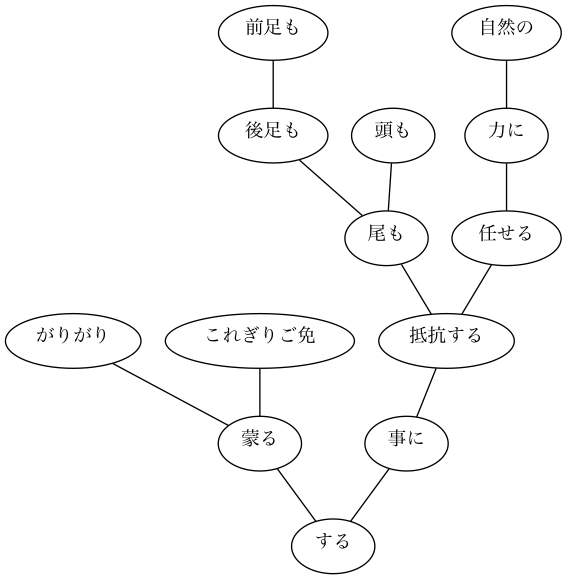 前足も
自然の
後足も
頭も
力に
尾も
任せる
がりがり
これぎりご免
抵抗する
蒙る
事に
する